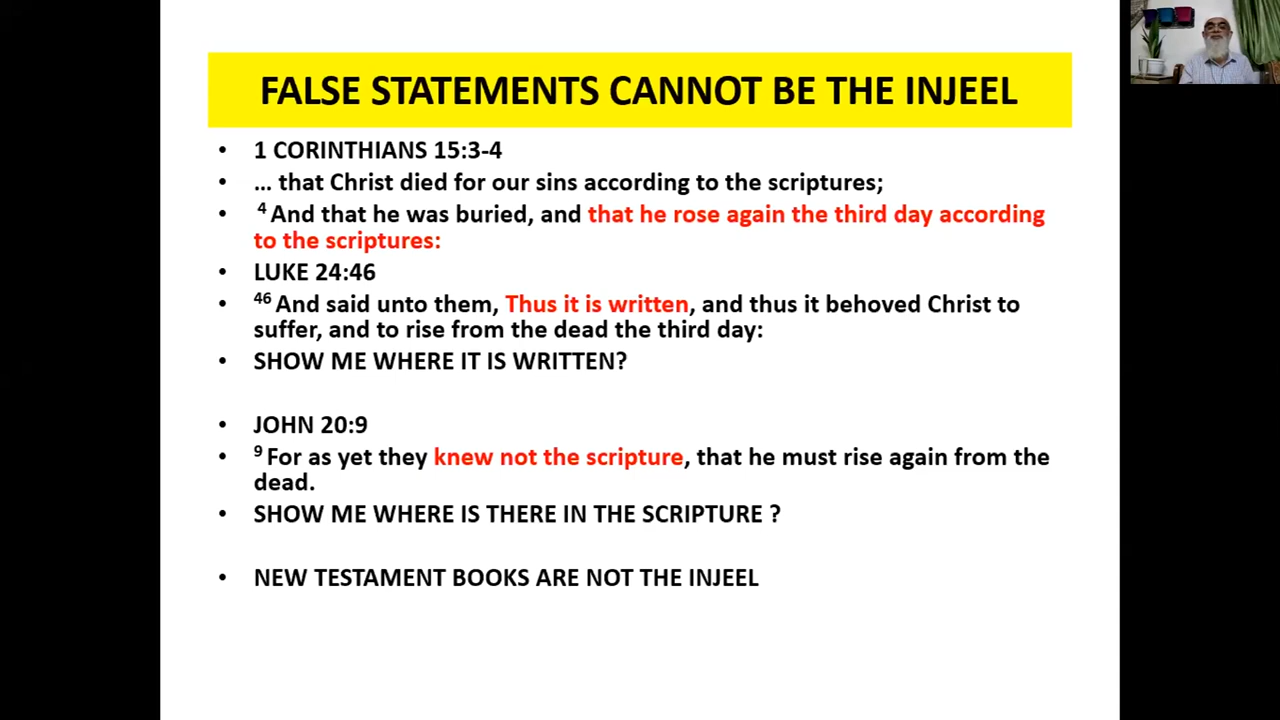 FALSE STATEMENTS CANNOT BE THE INJEEL
• 1 CORINTHIANS 15:3-4
• … that Christ died for our sins according to the scriptures;
• 4 And that he was buried, and that he rose again the third day according
to the scriptures:
• LUKE 24:46
• 46 And said unto them, Thus it is written, and thus it behoved Christ to
suffer, and to rise from the dead the third day:
• SHOW ME WHERE IT IS WRITTEN?
• JOHN 20:9
• 9 For as yet they knew not the scripture, that he must rise again from the
dead.
• SHOW ME WHERE IS THERE IN THE SCRIPTURE ?
• NEW TESTAMENT BOOKS ARE NOT THE INJEEL